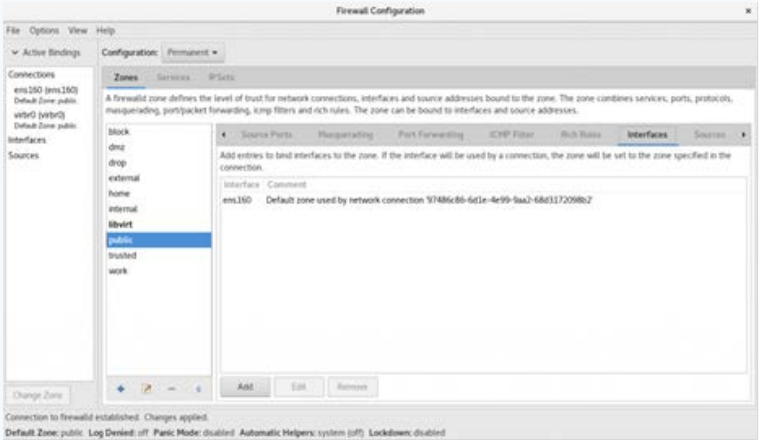 Firewall Configuration
File Options View Help
Active Bindings
Configuration: Permanent
Connections
ens160 (ens160)
Default Zone: public
virbr0 (virbr0)
Default Zone: public
Interfaces
Sources
Change Zone
Zones Services IPSets
A firewalld zone defines the level of trust for network connections, interfaces and source addresses bound to the zone. The zone combines services, ports, protocols,
masquerading, port/packet forwarding, icmp filters and rich rules. The zone can be bound to interfaces and source addresses.
block
dmz
drop
external
home
internal
libvirt
public
trusted
work
Source Ports Masquerading Port Forwarding ICMP Filter Rich Rules Interfaces Sources
Add entries to bind interfaces to the zone. If the interface will be used by a connection, the zone will be set to the zone specified in the
connection.
Interface Comment
ens160 Default zone used by network connection '97486c86-6d1e-4e99-9aa2-68d3172098b2'
Add Edit Remove
Connection to firewalld established. Changes applied.
Default Zone: public Log Denied: off Panic Mode: disabled Automatic Helpers: system (off) Lockdown: disabled